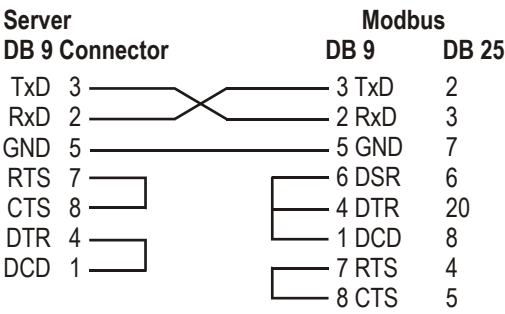 Server Modbus
DB 9 Connector DB 9 DB 25
TxD 3 3 TxD 2
RxD 2 2 RxD 3
GND 5 5 GND 7
RTS 7 6 DSR 6
CTS 8 4 DTR 20
DTR 4 1 DCD 8
DCD 1 7 RTS 4
8 CTS 5